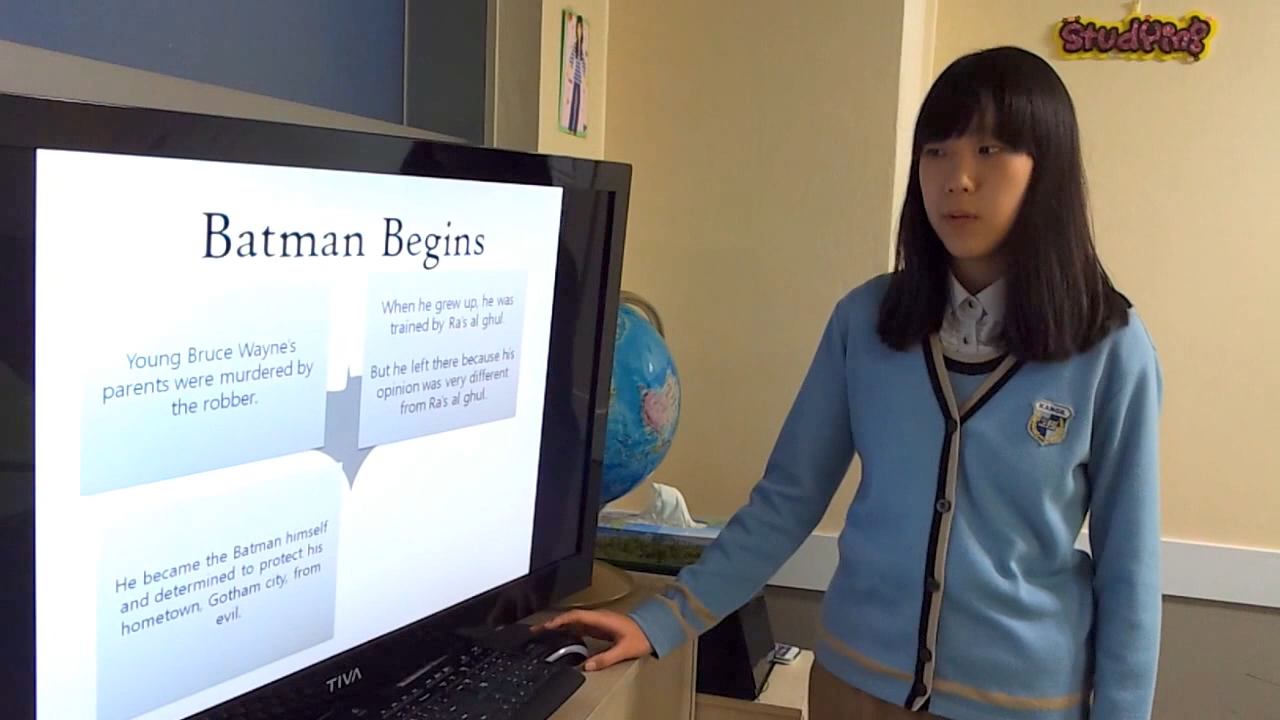 Studying
Batman Begins
Young Bruce Wayne's
parents were murdered by
the robber.
When he grew up, he was
trained by Ra's al ghul.
But he left there because his
opinion was very different
from Ra's al ghul.
He became the Batman himself
and determined to protect his
hometown, Gotham city, from
evil.
TIVA